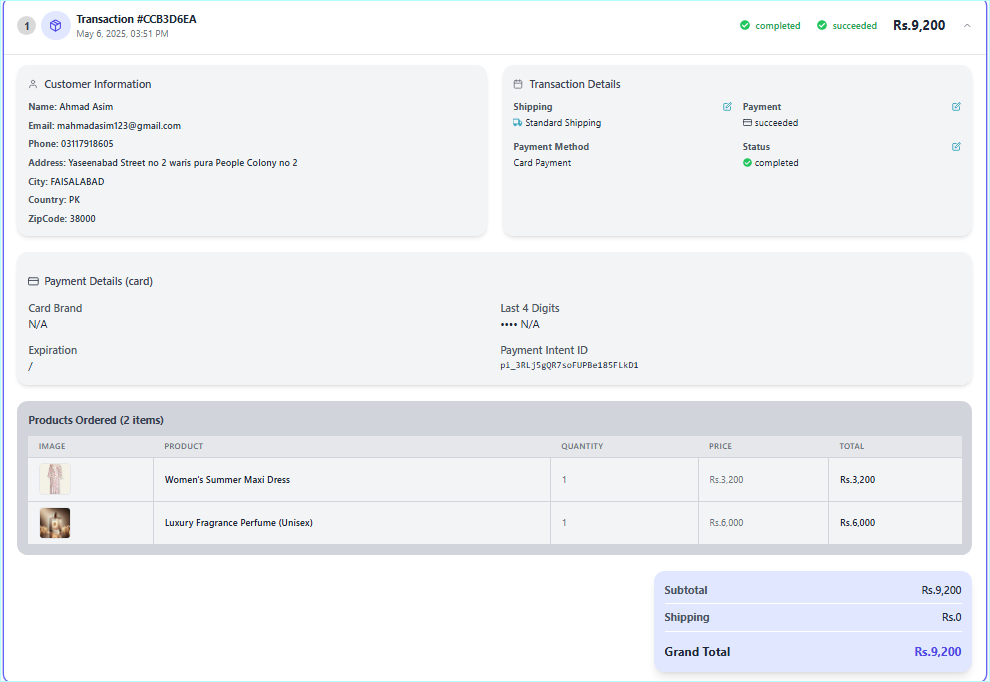 1
Transaction #CCB3D6EA
May 6, 2025, 03:51 PM
completed
succeeded
Rs.9,200
Customer Information
Name: Ahmad Asim
Email: mahmadasim123@gmail.com
Phone: 03117918605
Address: Yaseenabad Street no 2 waris pura People Colony no 2
City: FAISALABAD
Country: PK
ZipCode: 38000
Transaction Details
Shipping
Standard Shipping
Payment
succeeded
Payment Method
Card Payment
Status
completed
Payment Details (card)
Card Brand
N/A
Last 4 Digits
•••• N/A
Expiration
/
Payment Intent ID
pi_3RLj5gQR7soFUPBe185FLkD1
Products Ordered (2 items)
IMAGE PRODUCT QUANTITY PRICE TOTAL
Women's Summer Maxi Dress 1 Rs.3,200 Rs.3,200
Luxury Fragrance Perfume (Unisex) 1 Rs.6,000 Rs.6,000
Subtotal Rs.9,200
Shipping Rs.0
Grand Total Rs.9,200